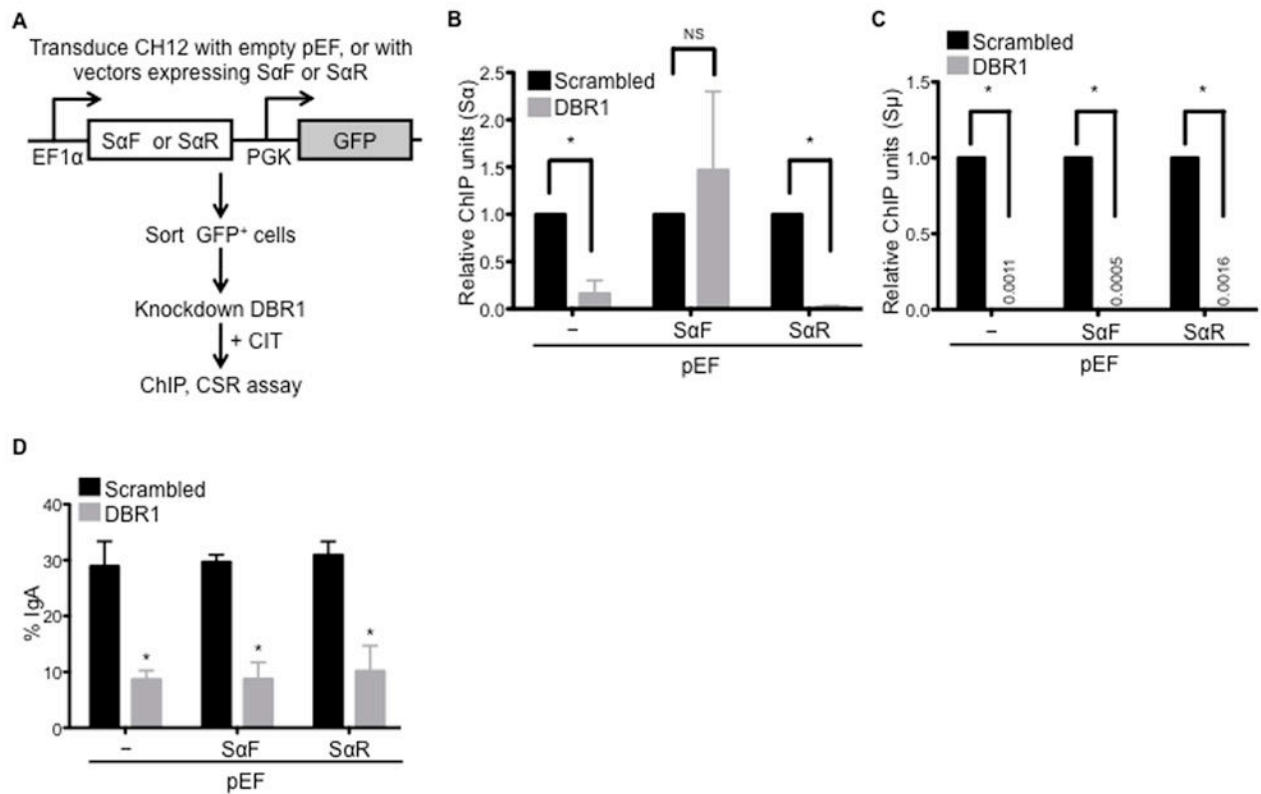 A
Transduce CH12 with empty pEF, or with
vectors expressing SαF or SαR
EF1α
SαF or SαR
PGK
GFP
Sort GFP+ cells
Knockdown DBR1
+ CIT
ChIP, CSR assay
B
Relative ChIP units (Sα)
2.5
2.0
1.5
1.0
0.5
0.0
Scrambled
DBR1
*
NS
*
–
SαF
SαR
pEF
C
Relative ChIP units (Sμ)
1.5
1.0
0.5
0.0
Scrambled
DBR1
*
*
*
0.0011
0.0005
0.0016
–
SαF
SαR
pEF
D
% IgA
40
30
20
10
0
Scrambled
DBR1
*
*
*
–
SαF
SαR
pEF